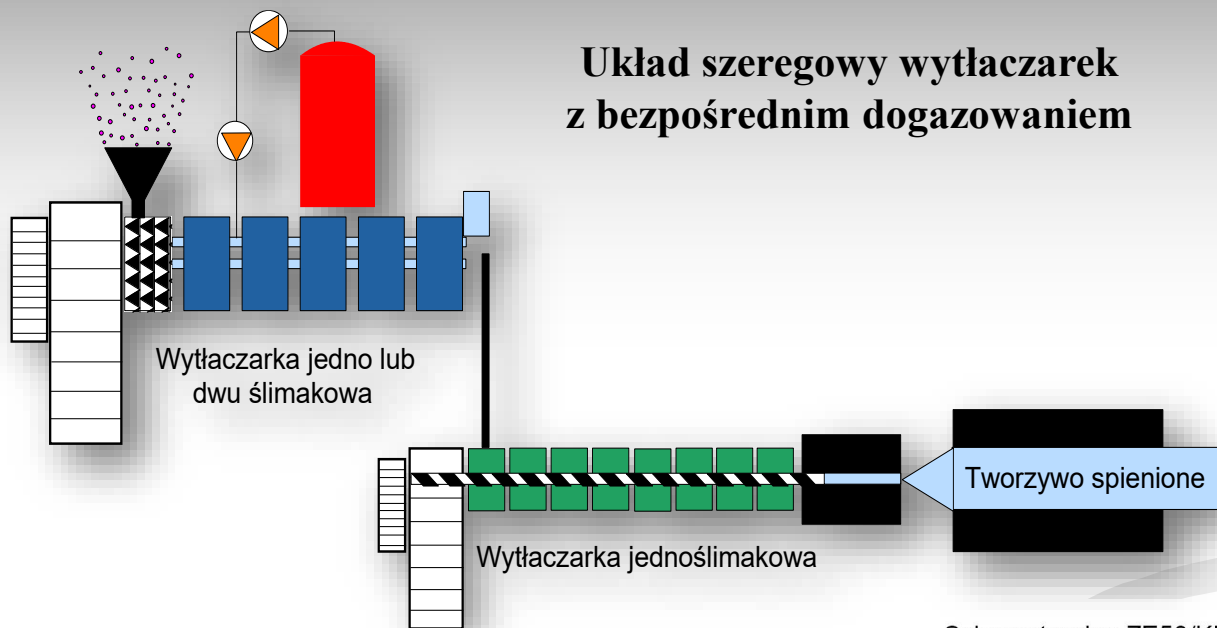 Układ szeregowy wytłaczarek
z bezpośrednim dogazowaniem
Wytłaczarka jedno lub
dwu ślimakowa
Tworzywo spienione
Wytłaczarka jednoślimakowa